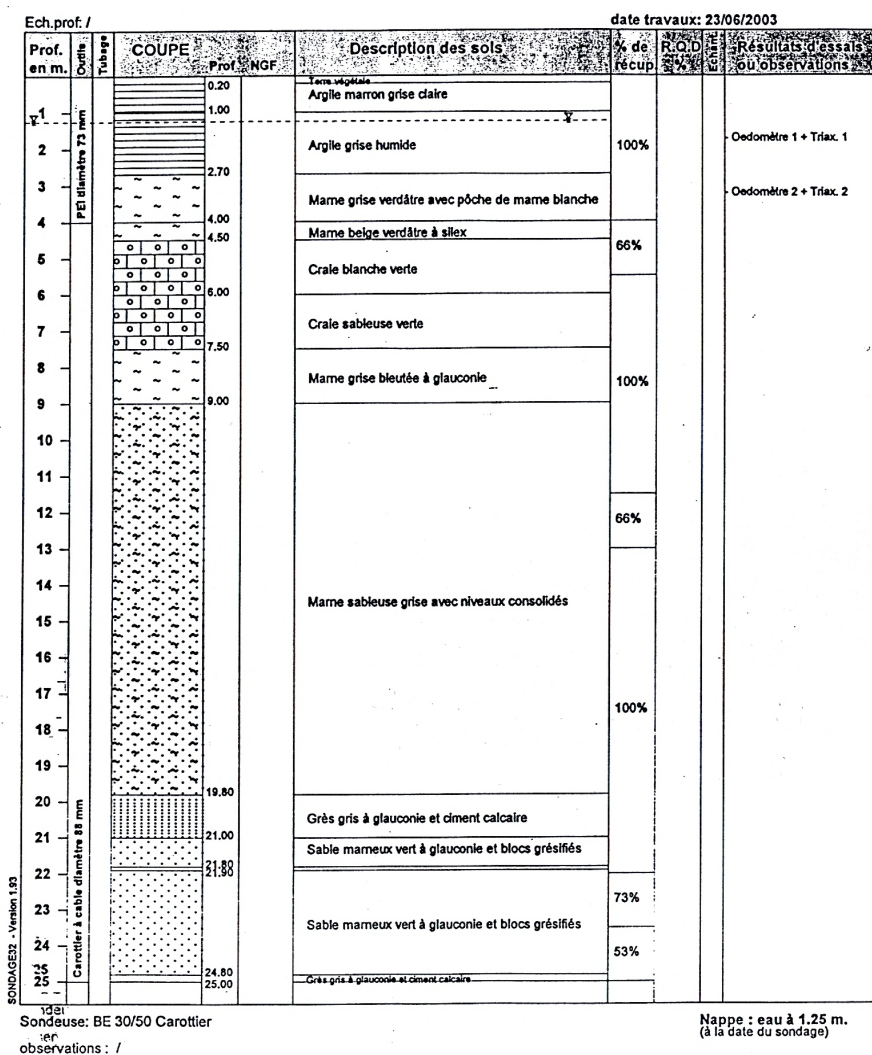 Ech.prof: /
date travaux: 23/06/2003
Prof. en m.
Outils
Tubage
COUPE
Prof
NGF
Description des sols
% de récup
R.Q.D %
Echant.
Résultats d'essais ou observations
0.20
Terre végétale
Argile marron grise claire
1
1.00
2
Argile grise humide
100%
Oedomètre 1 + Triax. 1
2.70
PEI diamètre 73 mm
3
Marne grise verdâtre avec pôche de marne blanche
Oedomètre 2 + Triax. 2
4
4.00
Marne beige verdâtre à silex
4.50
66%
5
Craie blanche verte
6
6.00
7
Craie sableuse verte
7.50
8
Marne grise bleutée à glauconie
100%
9
9.00
10
11
12
66%
13
14
Marne sableuse grise avec niveaux consolidés
15
16
17
100%
18
19
19.80
20
Grès gris à glauconie et ciment calcaire
21
21.00
Sable marneux vert à glauconie et blocs grésifiés
21.80
21.90
22
73%
23
Sable marneux vert à glauconie et blocs grésifiés
24
53%
24.80
25
25
25.00
Grès gris à glauconie et ciment calcaire
Carottier à cable diamètre 88 mm
SONDAGE32 - Version 1.93
Sondeuse: BE 30/50 Carottier
observations : /
Nappe : eau à 1.25 m.
(à la date du sondage)